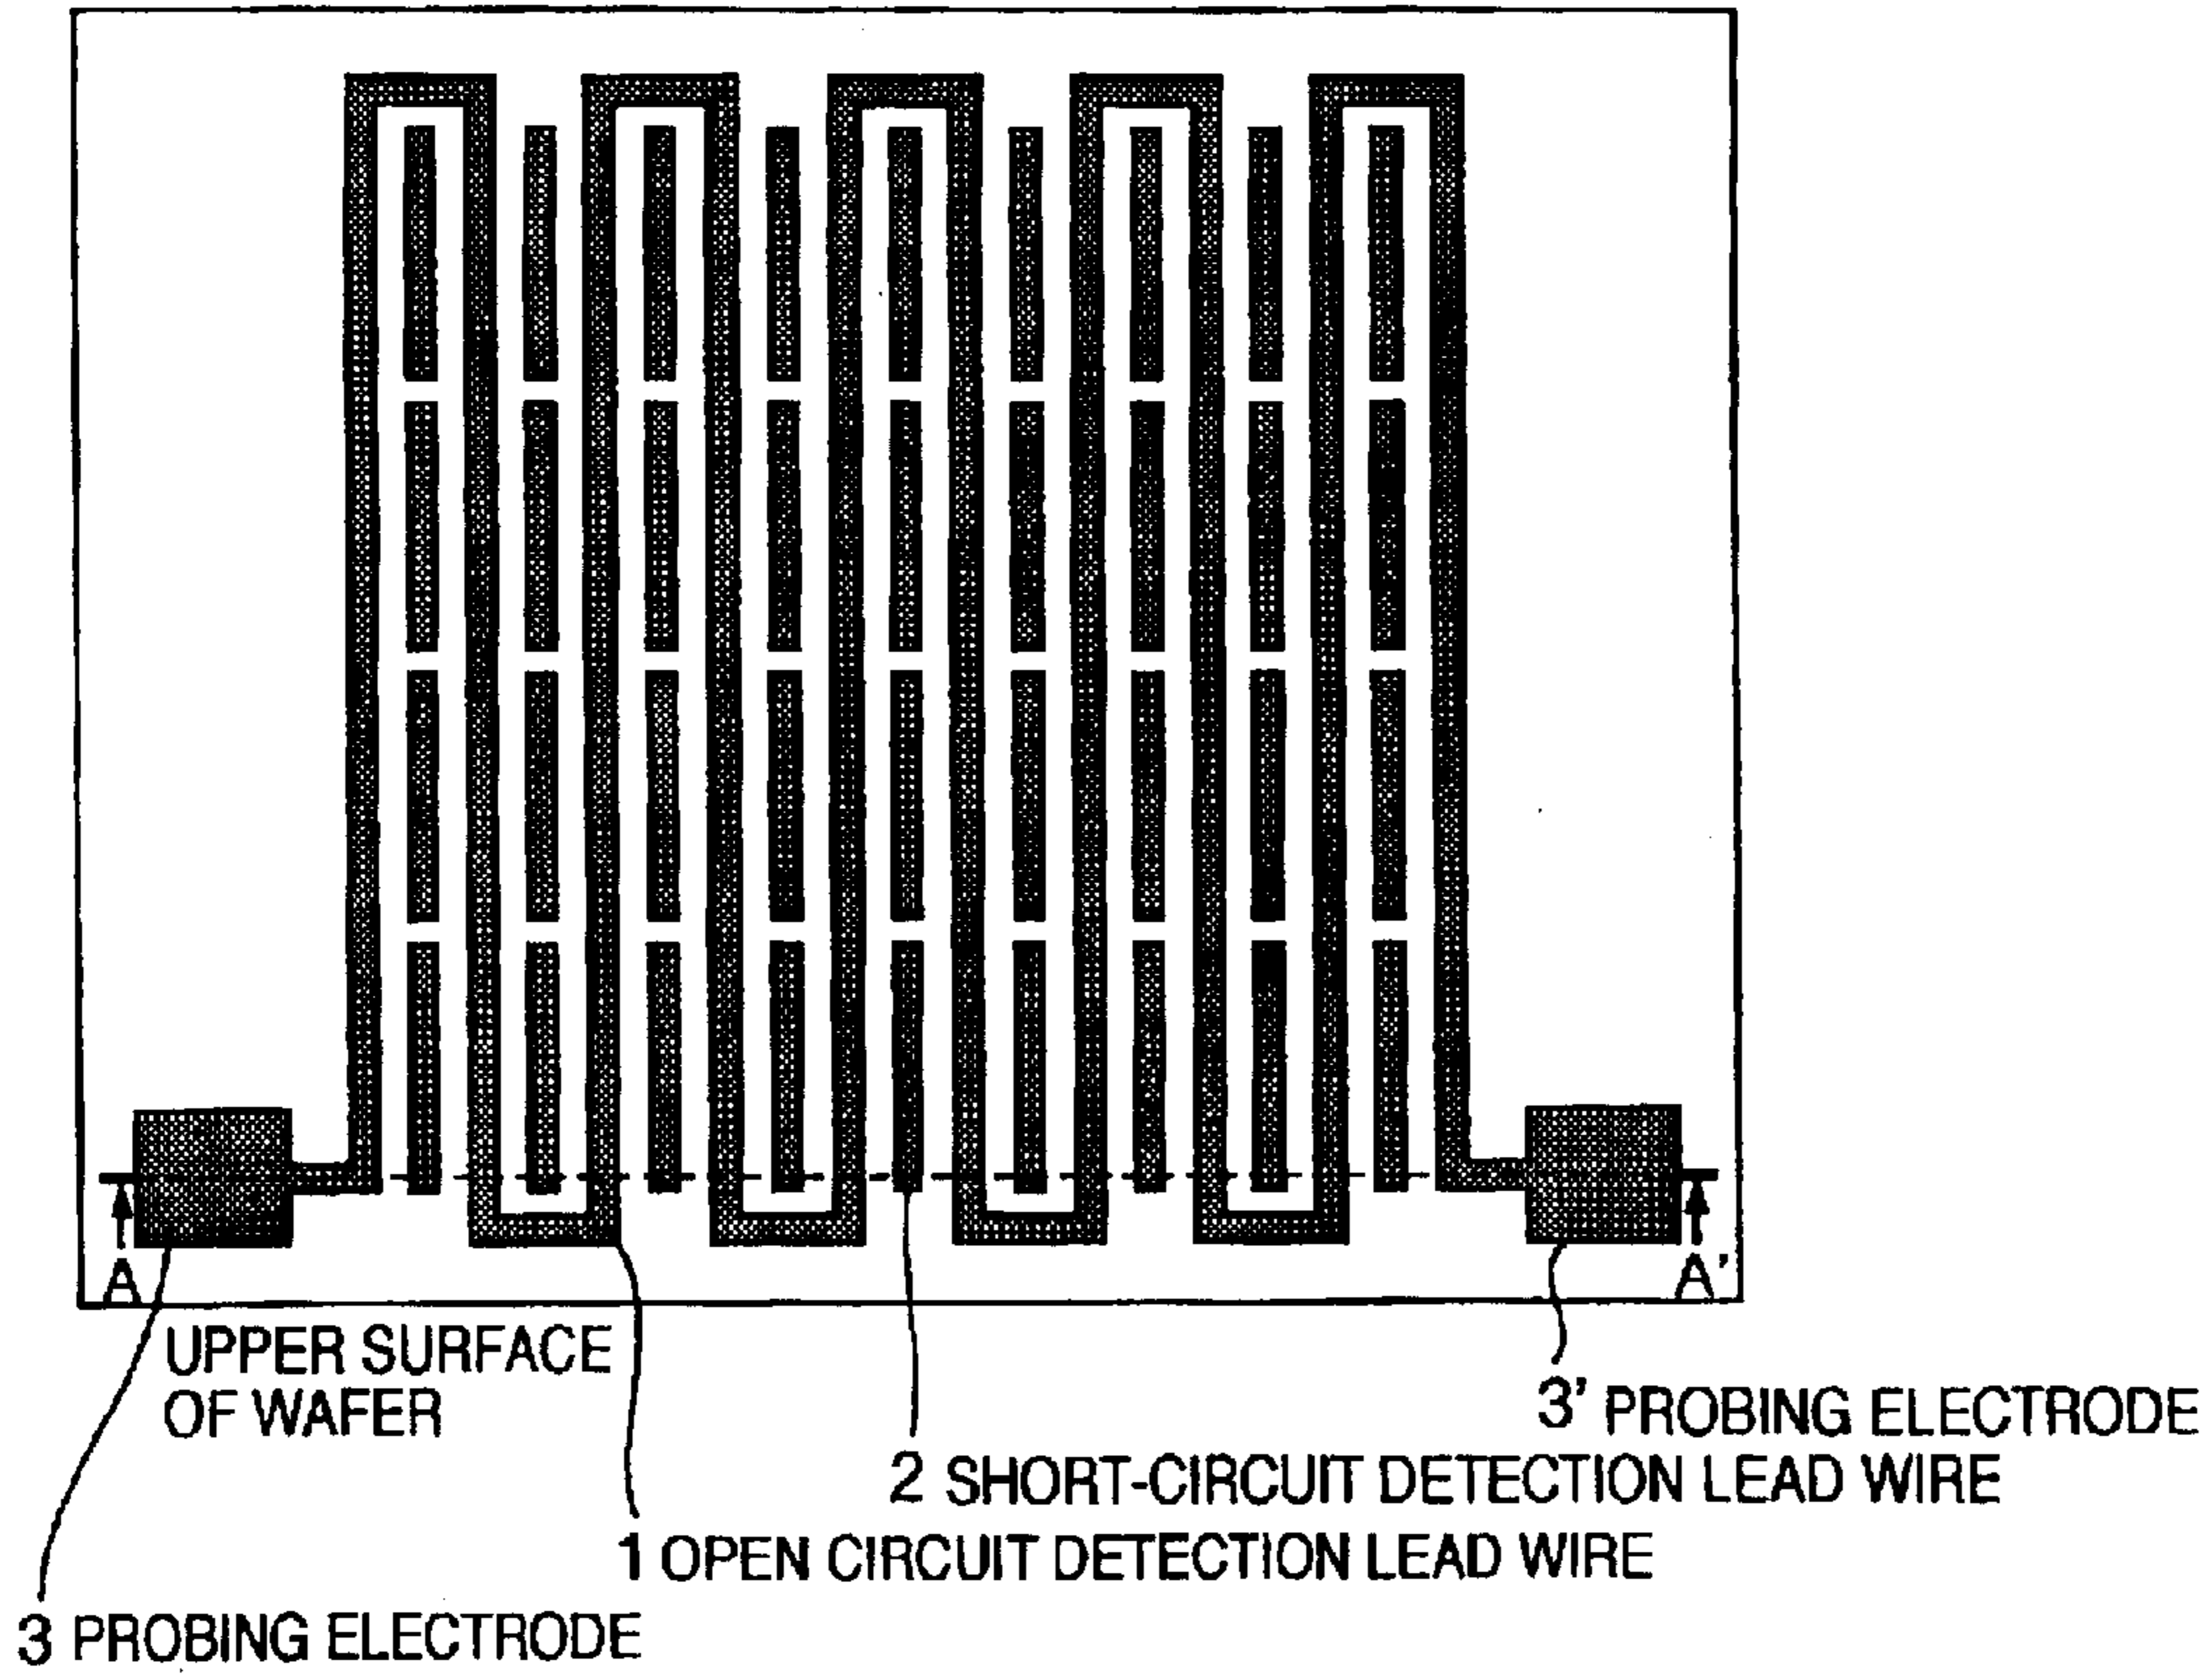 A
A'
UPPER SURFACE
OF WAFER
3' PROBING ELECTRODE
2 SHORT-CIRCUIT DETECTION LEAD WIRE
1 OPEN CIRCUIT DETECTION LEAD WIRE
3 PROBING ELECTRODE